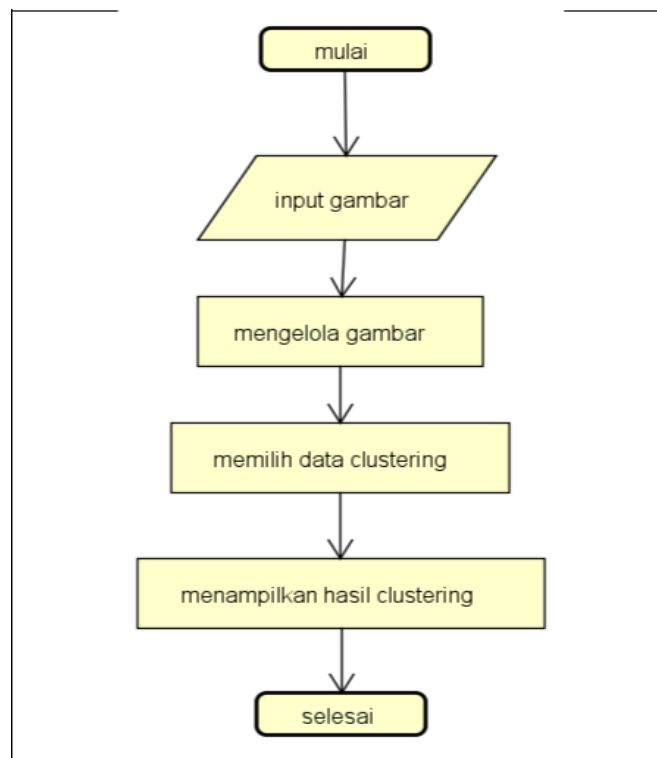 mulai
input gambar
mengelola gambar
memilih data clustering
menampilkan hasil clustering
selesai